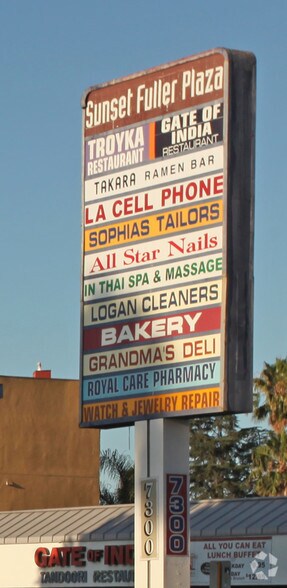 Sunset Fuller Plaza
TROYKA
RESTAURANT
GATE OF
INDIA
RESTAURANT
TAKARA RAMEN BAR
LA CELL PHONE
SOPHIAS TAILORS
All Star Nails
IN THAI SPA & MASSAGE
LOGAN CLEANERS
BAKERY
GRANDMA'S DELI
ROYAL CARE PHARMACY
WATCH & JEWELRY REPAIR
7300
7300
GATE OF IND
TANDOORI RESTAU
ALL YOU CAN EAT
LUNCH BUFFET